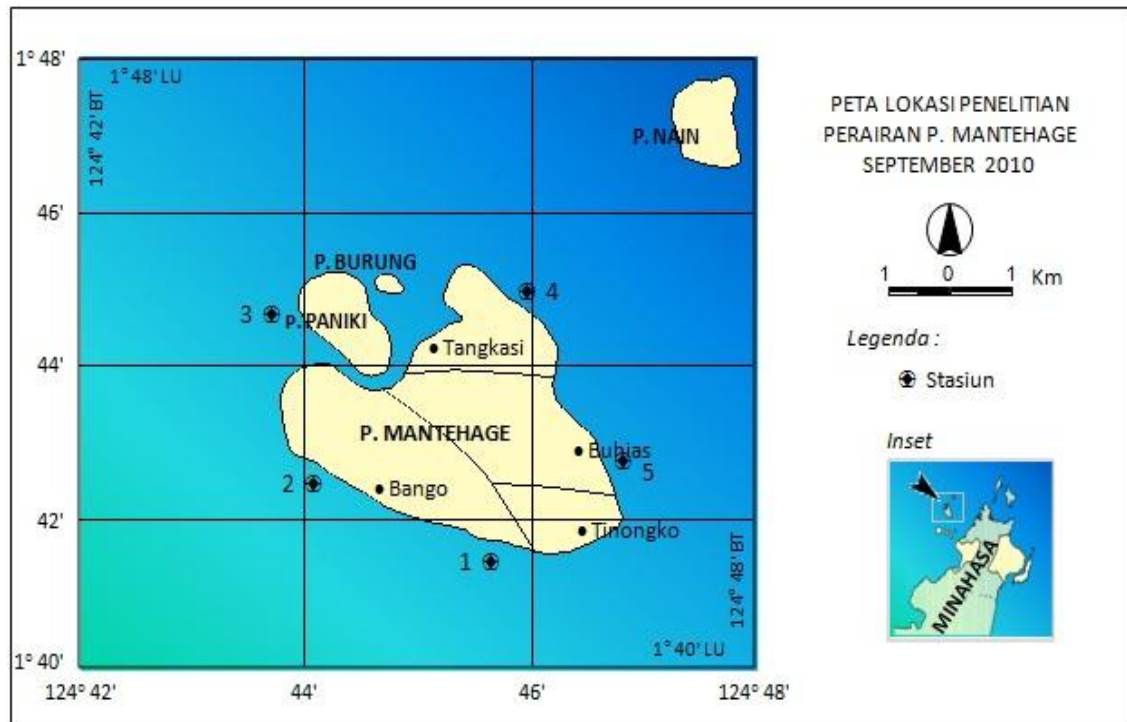 1° 48'
1° 48' LU
124° 42' BT
P. NAIN
46'
P. BURUNG
4
3
P. PANIKI
Tangkasi
44'
P. MANTEHAGE
Buhias
5
2
Bango
42'
Tinongko
1
124° 48' BT
1° 40' LU
1° 40'
124° 42'
44'
46'
124° 48'
PETA LOKASI PENELITIAN
PERAIRAN P. MANTEHAGE
SEPTEMBER 2010
1 0 1 Km
Legenda :
Stasiun
Inset
MINAHASA